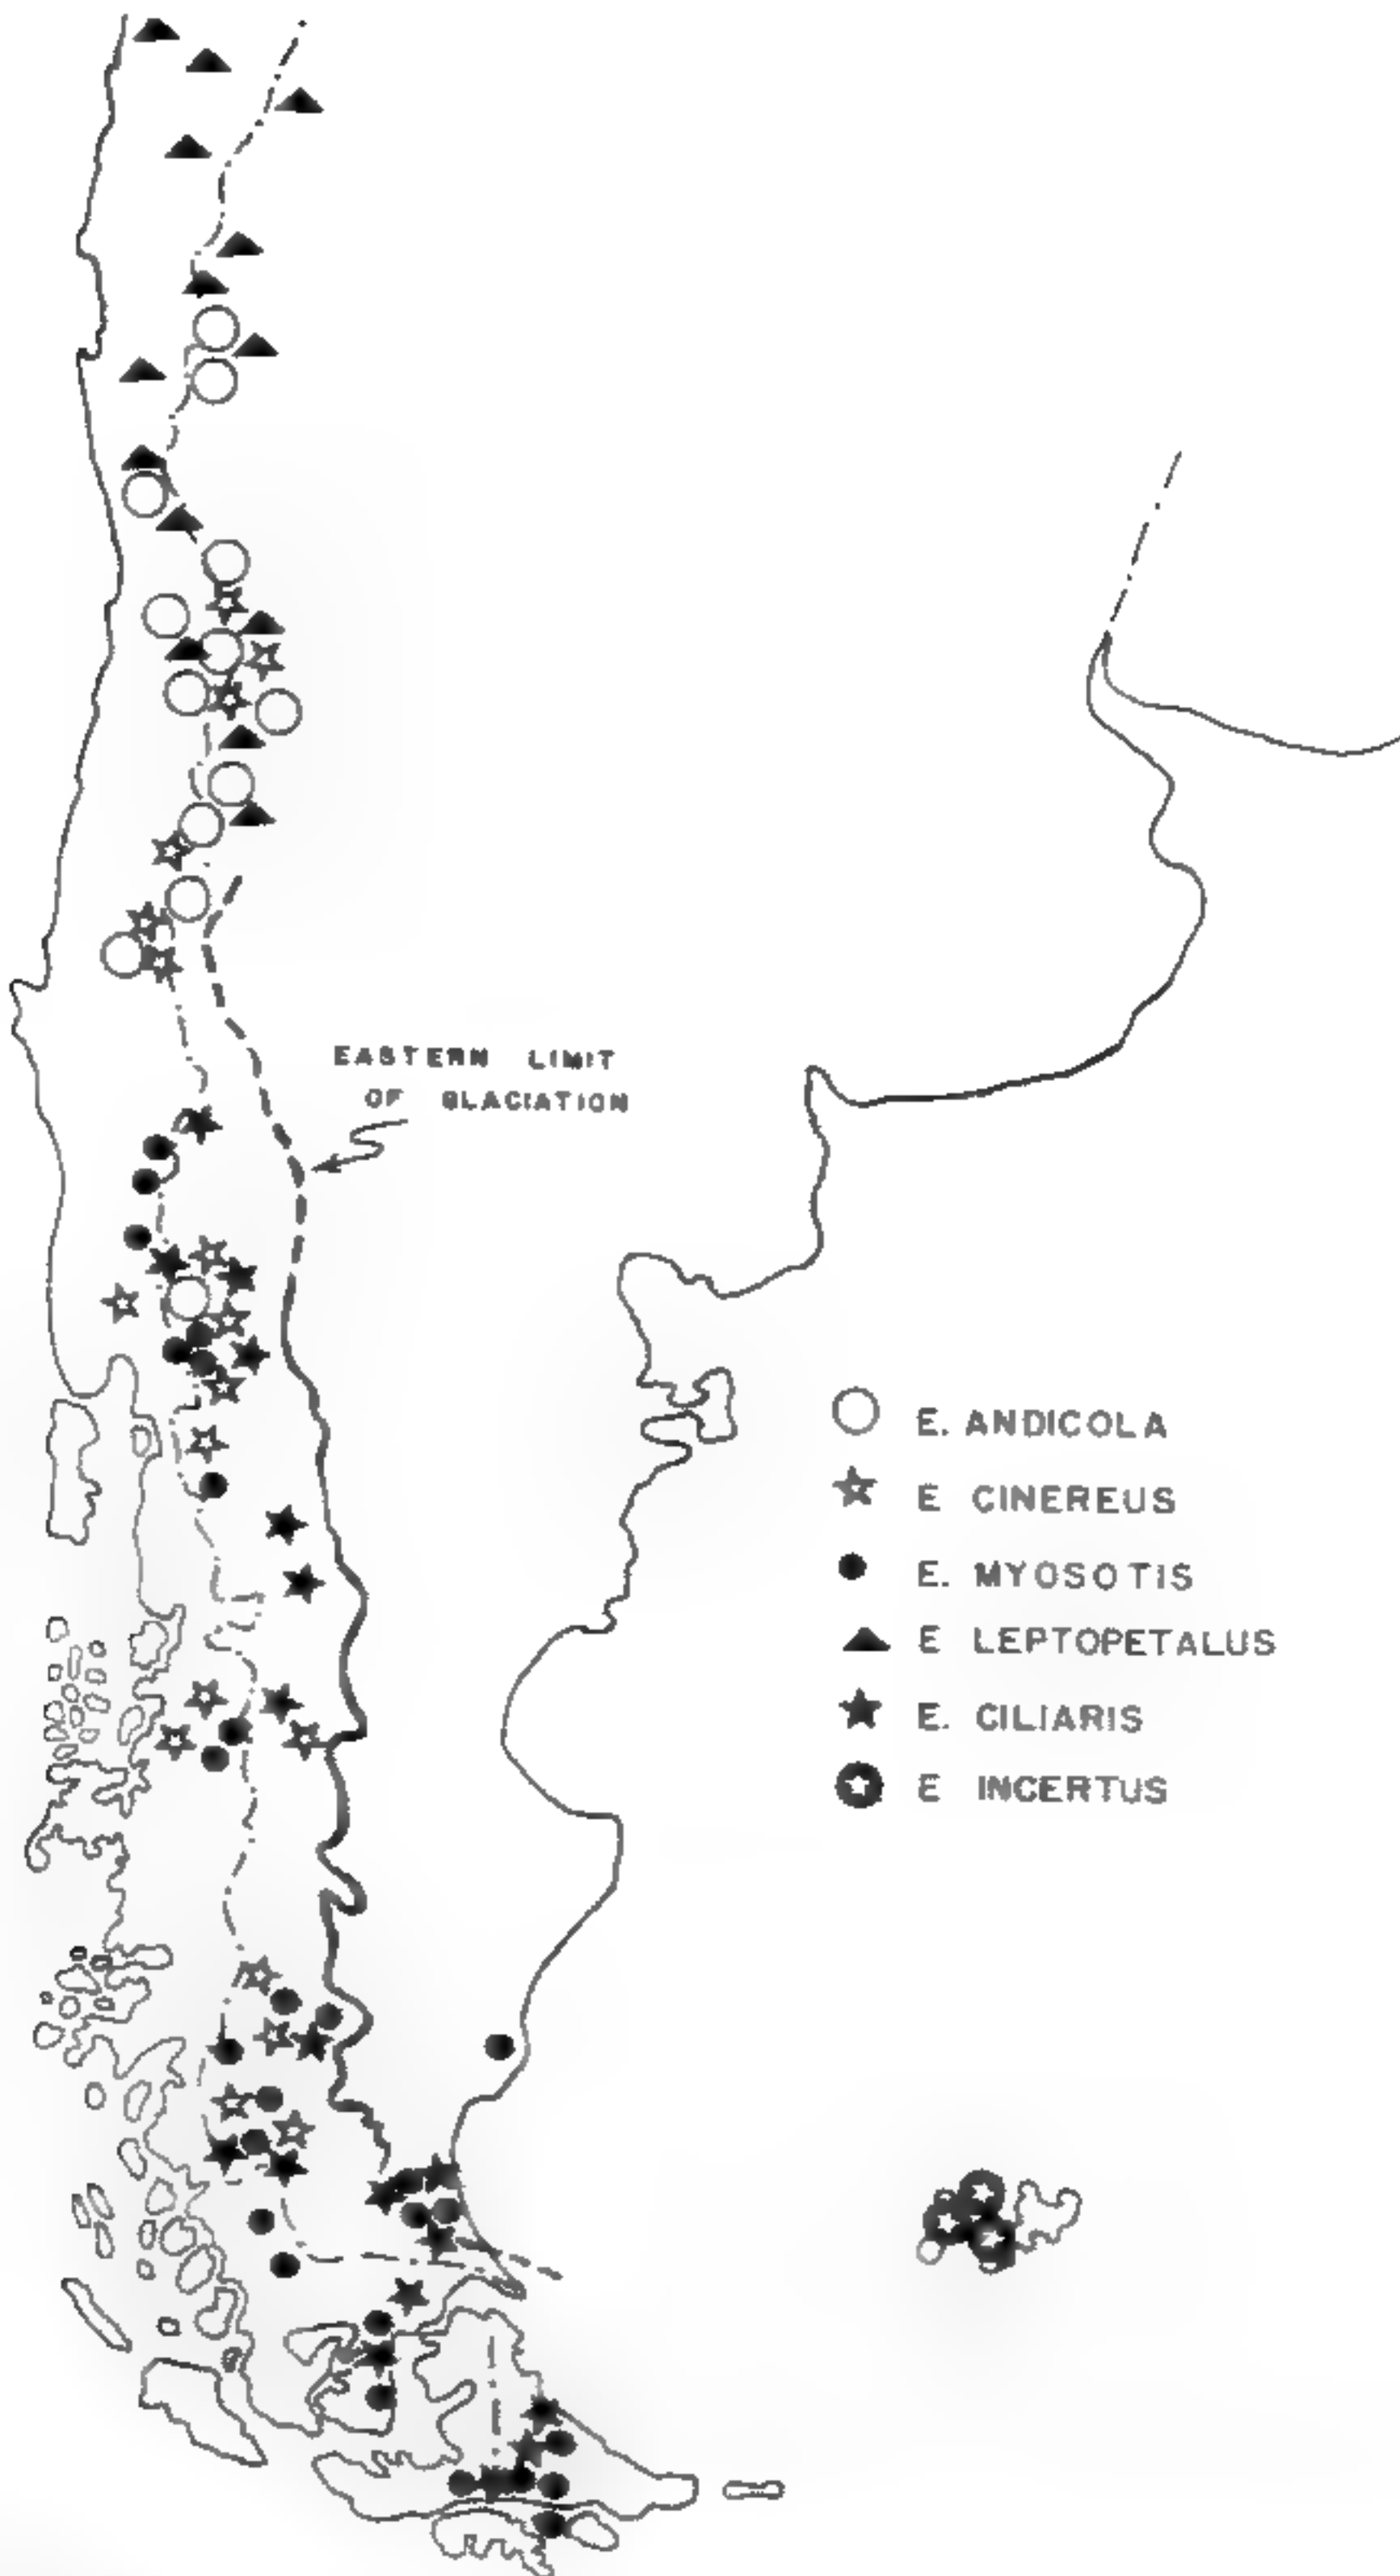 EASTERN LIMIT
OF GLACIATION
E. ANDICOLA
E CINEREUS
E. MYOSOTIS
E LEPTOPETALUS
E. CILIARIS
E INCERTUS